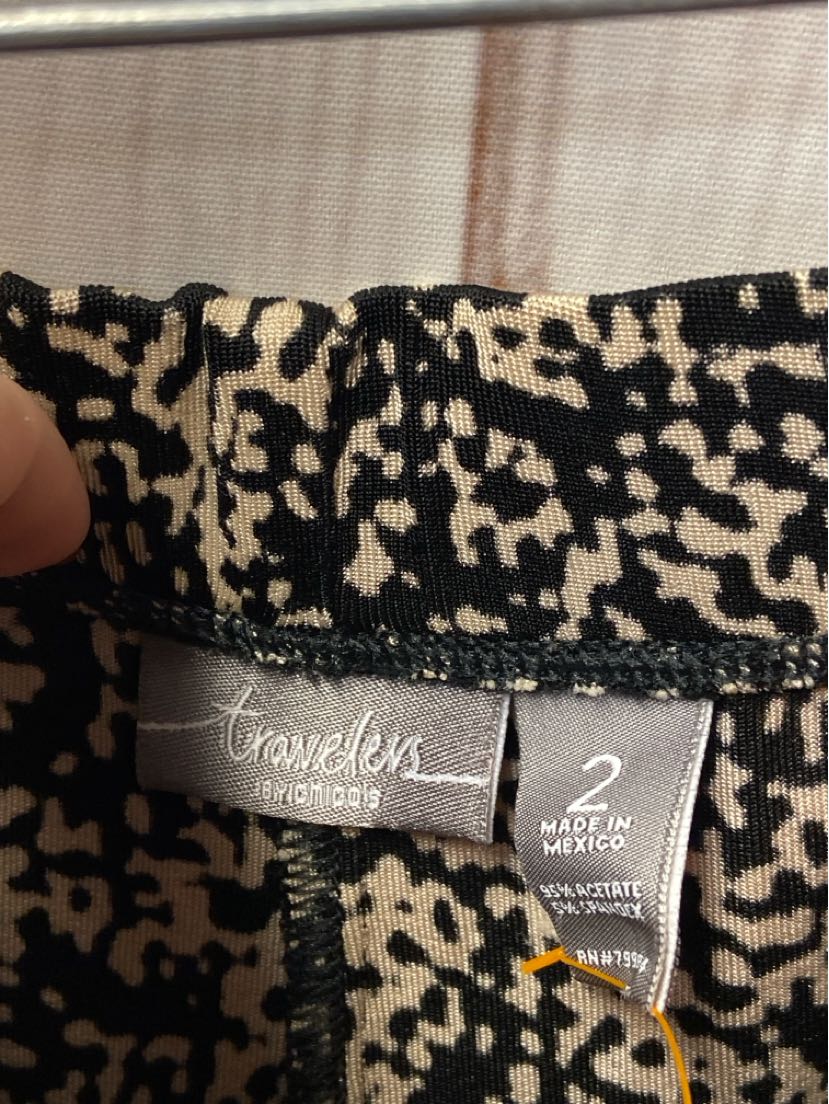 travelers
BY CHICO'S
2
MADE IN
MEXICO
95% ACETATE
5% SPANDEX